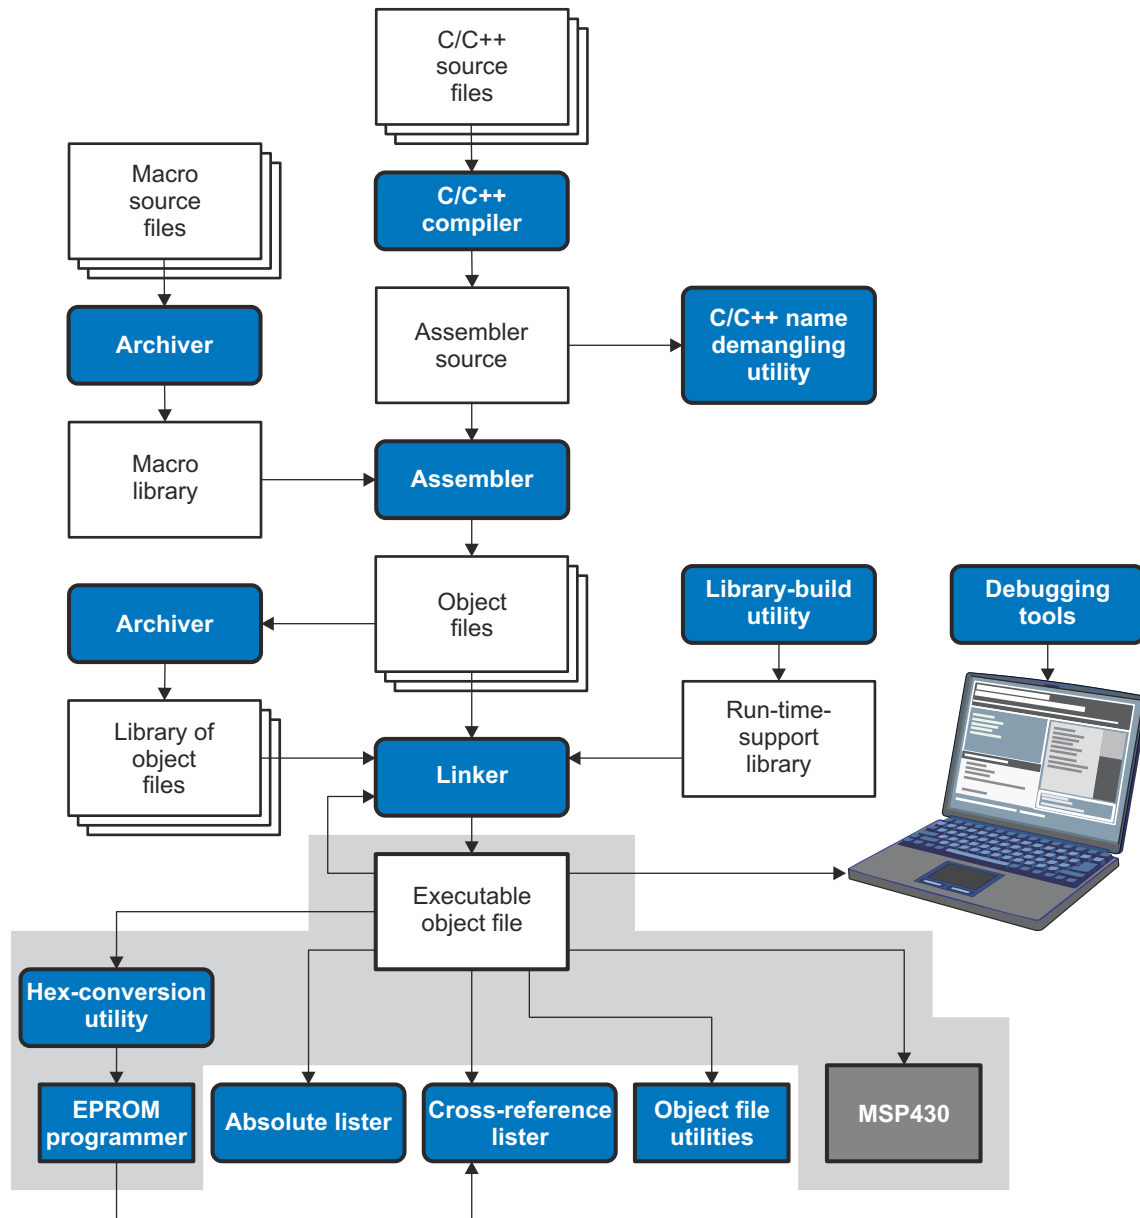 C/C++
source
files
Macro
source
files
C/C++
compiler
Archiver
Assembler
source
C/C++ name
demangling
utility
Macro
library
Assembler
Archiver
Object
files
Library-build
utility
Debugging
tools
Library of
object
files
Linker
Run-time-
support
library
Executable
object file
Hex-conversion
utility
EPROM
programmer
Absolute lister
Cross-reference
lister
Object file
utilities
MSP430